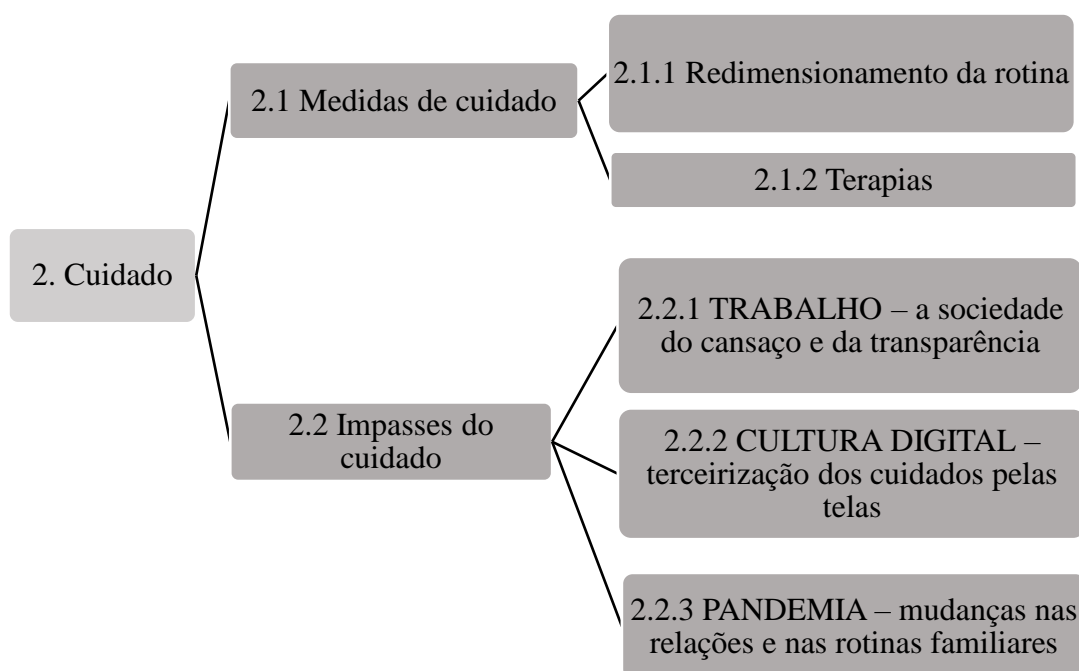 2. Cuidado
2.1 Medidas de cuidado
2.1.1 Redimensionamento da rotina
2.1.2 Terapias
2.2 Impasses do
cuidado
2.2.1 TRABALHO – a sociedade
do cansaço e da transparência
2.2.2 CULTURA DIGITAL –
terceirização dos cuidados pelas
telas
2.2.3 PANDEMIA – mudanças nas
relações e nas rotinas familiares